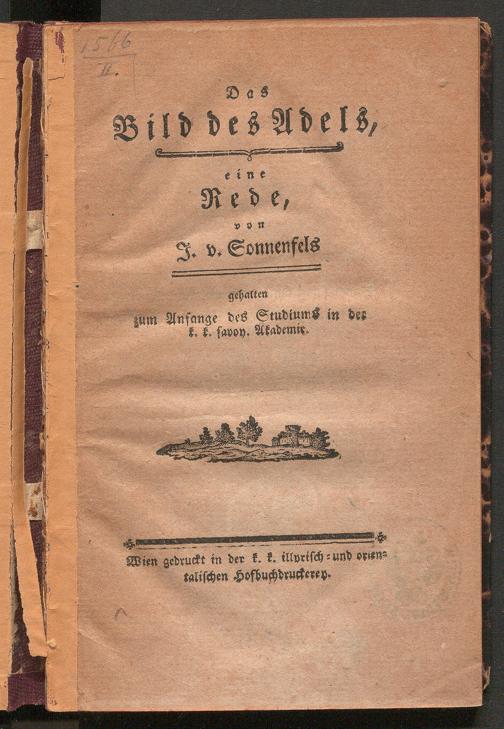 1566
II.
Das
Bild des Adels,
eine
Rede,
von
J. v. Sonnenfels
gehalten
zum Anfange des Studiums in der
k. k. savoy. Akademie.
Wien gedruckt in der k. k. illyrisch-und orien-
talischen Hofbuchdruckerey.